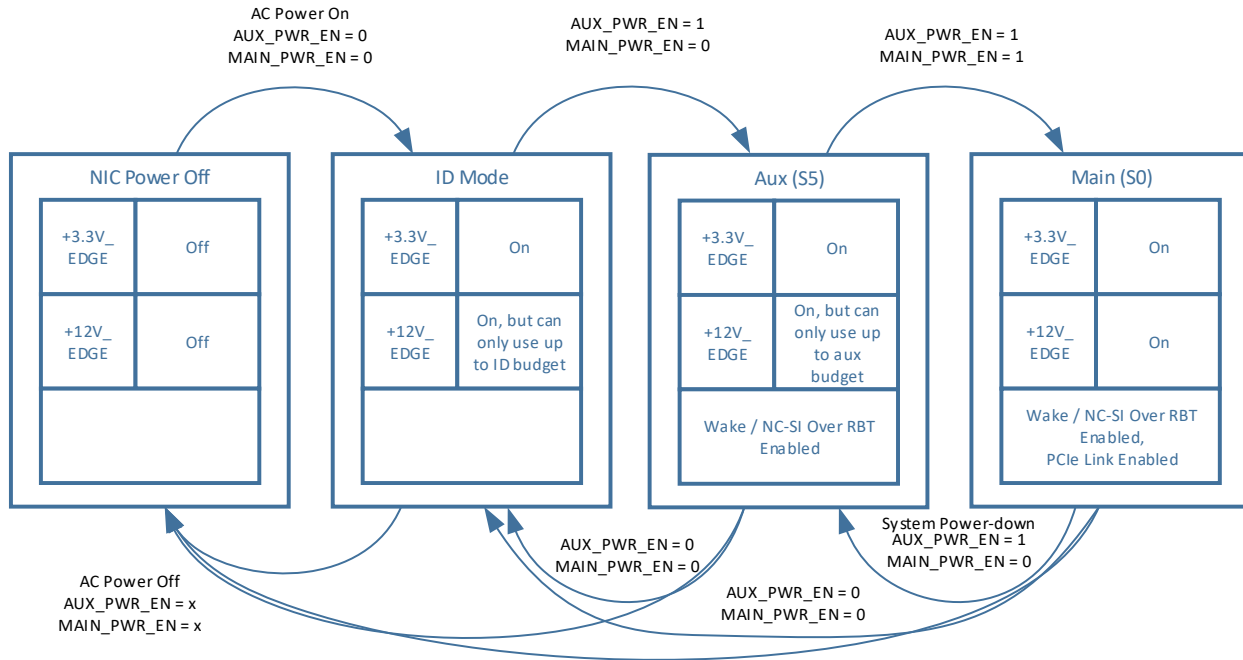 AC Power On
AUX_PWR_EN = 0
MAIN_PWR_EN = 0
AUX_PWR_EN = 1
MAIN_PWR_EN = 0
AUX_PWR_EN = 1
MAIN_PWR_EN = 1
NIC Power Off
+3.3V_
EDGE
Off
+12V_
EDGE
Off
ID Mode
+3.3V_
EDGE
On
+12V_
EDGE
On, but can
only use up
to ID budget
Aux (S5)
+3.3V_
EDGE
On
+12V_
EDGE
On, but can
only use up
to aux
budget
Wake / NC-SI Over RBT
Enabled
Main (S0)
+3.3V_
EDGE
On
+12V_
EDGE
On
Wake / NC-SI Over RBT
Enabled,
PCIe Link Enabled
AC Power Off
AUX_PWR_EN = x
MAIN_PWR_EN = x
AUX_PWR_EN = 0
MAIN_PWR_EN = 0
System Power-down
AUX_PWR_EN = 1
MAIN_PWR_EN = 0
AUX_PWR_EN = 0
MAIN_PWR_EN = 0